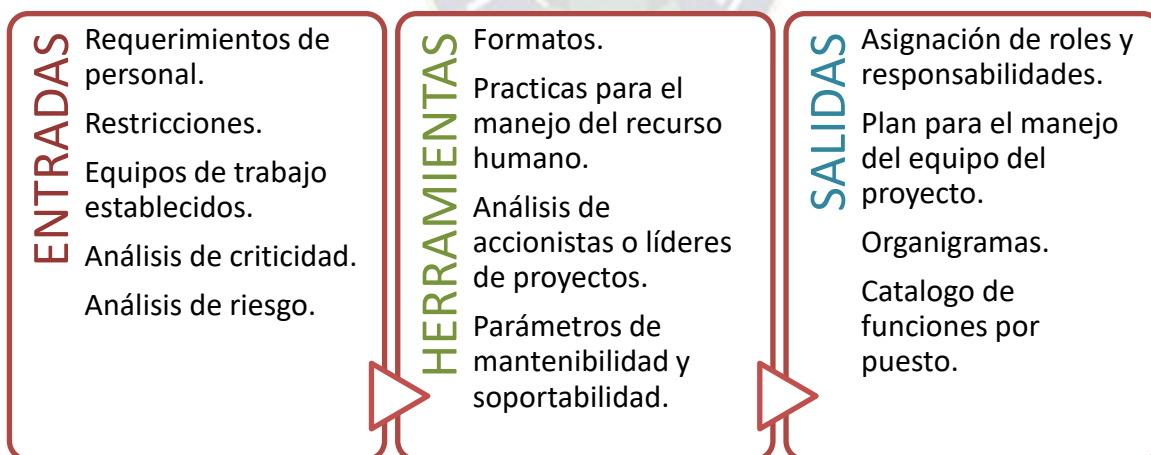 ENTRADAS
Requerimientos de
personal.
Restricciones.
Equipos de trabajo
establecidos.
Análisis de criticidad.
Análisis de riesgo.
HERRAMIENTAS
Formatos.
Practicas para el
manejo del recurso
humano.
Análisis de
accionistas o líderes
de proyectos.
Parámetros de
mantenibilidad y
soportabilidad.
SALIDAS
Asignación de roles y
responsabilidades.
Plan para el manejo
del equipo del
proyecto.
Organigramas.
Catalogo de
funciones por
puesto.